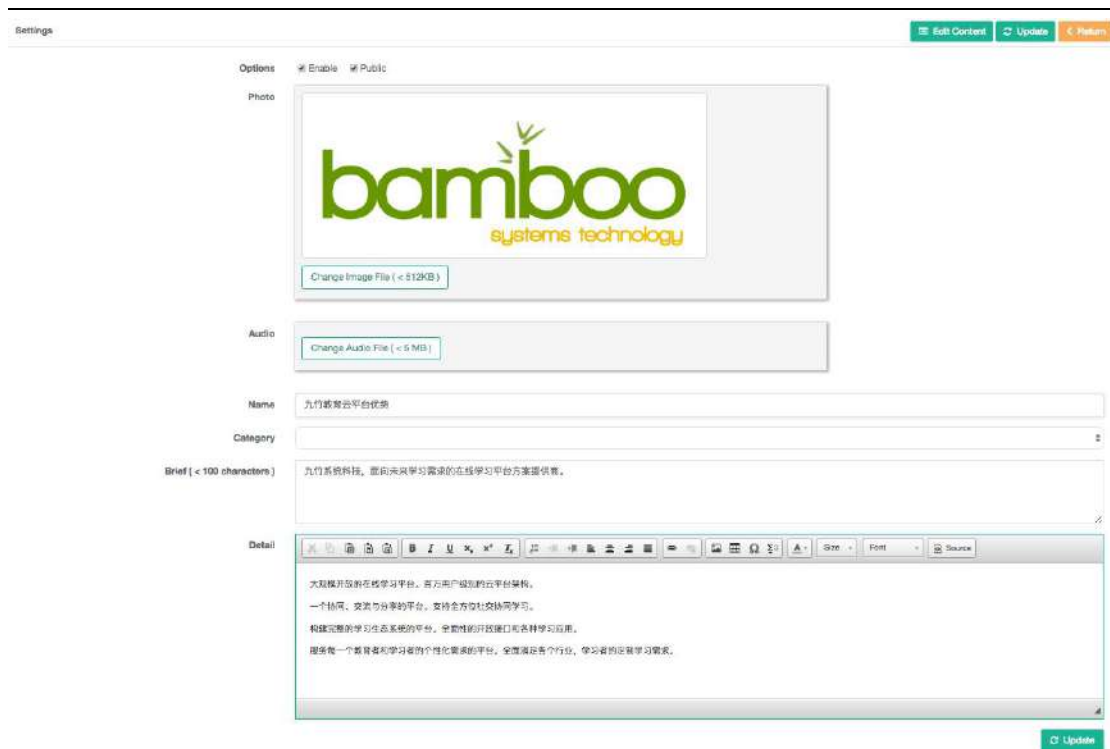 Settings
Edit Content
Update
Return
Options
Enable
Public
Photo
bamboo
systems technology
Change Image File ( < 512KB )
Audio
Change Audio File ( < 5 MB )
Name
九竹教育云平台优势
Category
Brief ( < 100 characters )
九竹系统科技，面向未来学习需求的在线学习平台方案提供商。
Detail
B I U x₂ x² Tx
Ω
A
Size
Font
Source
大规模开放的在线学习平台，百万用户级别的云平台架构。
一个协同、交流与分享的平台，支持全方位社交协同学习。
构建完整的学习生态系统的平台，全面性的开放接口和各种学习应用。
服务每一个教育者和学习者的个性化需求的平台，全面满足各个行业，学习者的定制学习需求。
Update